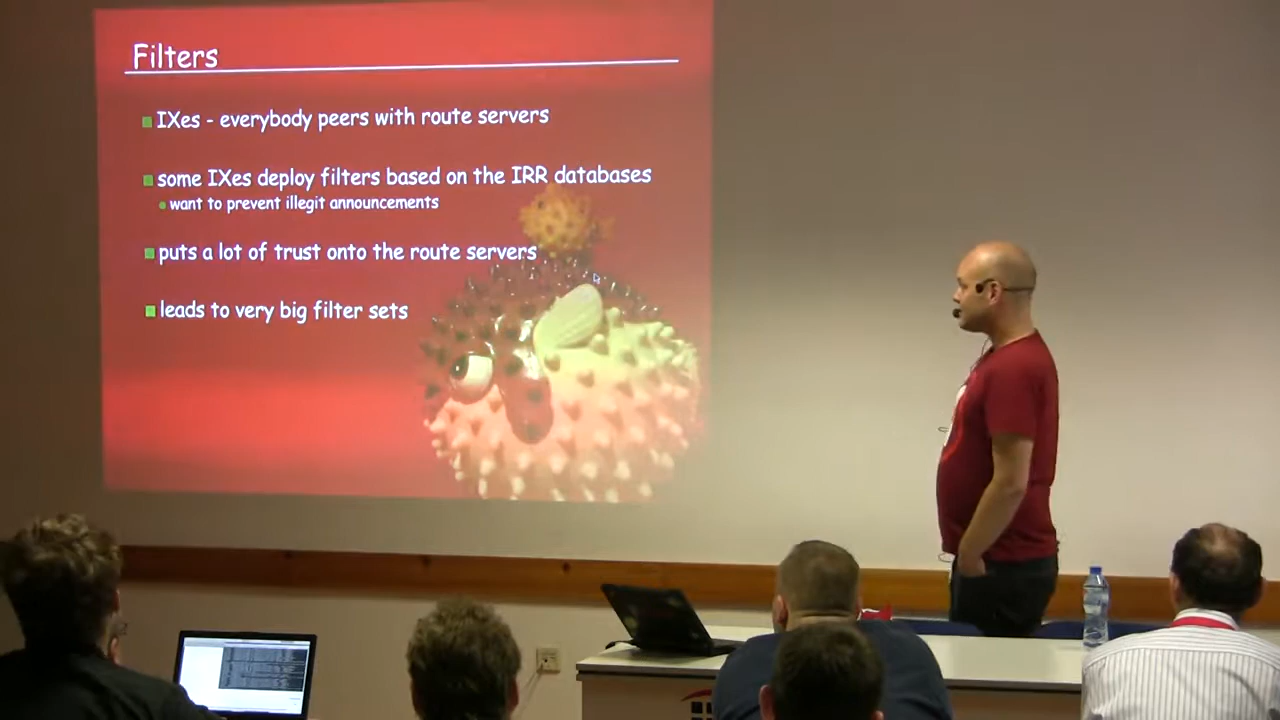 Filters
IXes - everybody peers with route servers
some IXes deploy filters based on the IRR databases
want to prevent illegit announcements
puts a lot of trust onto the route servers
leads to very big filter sets